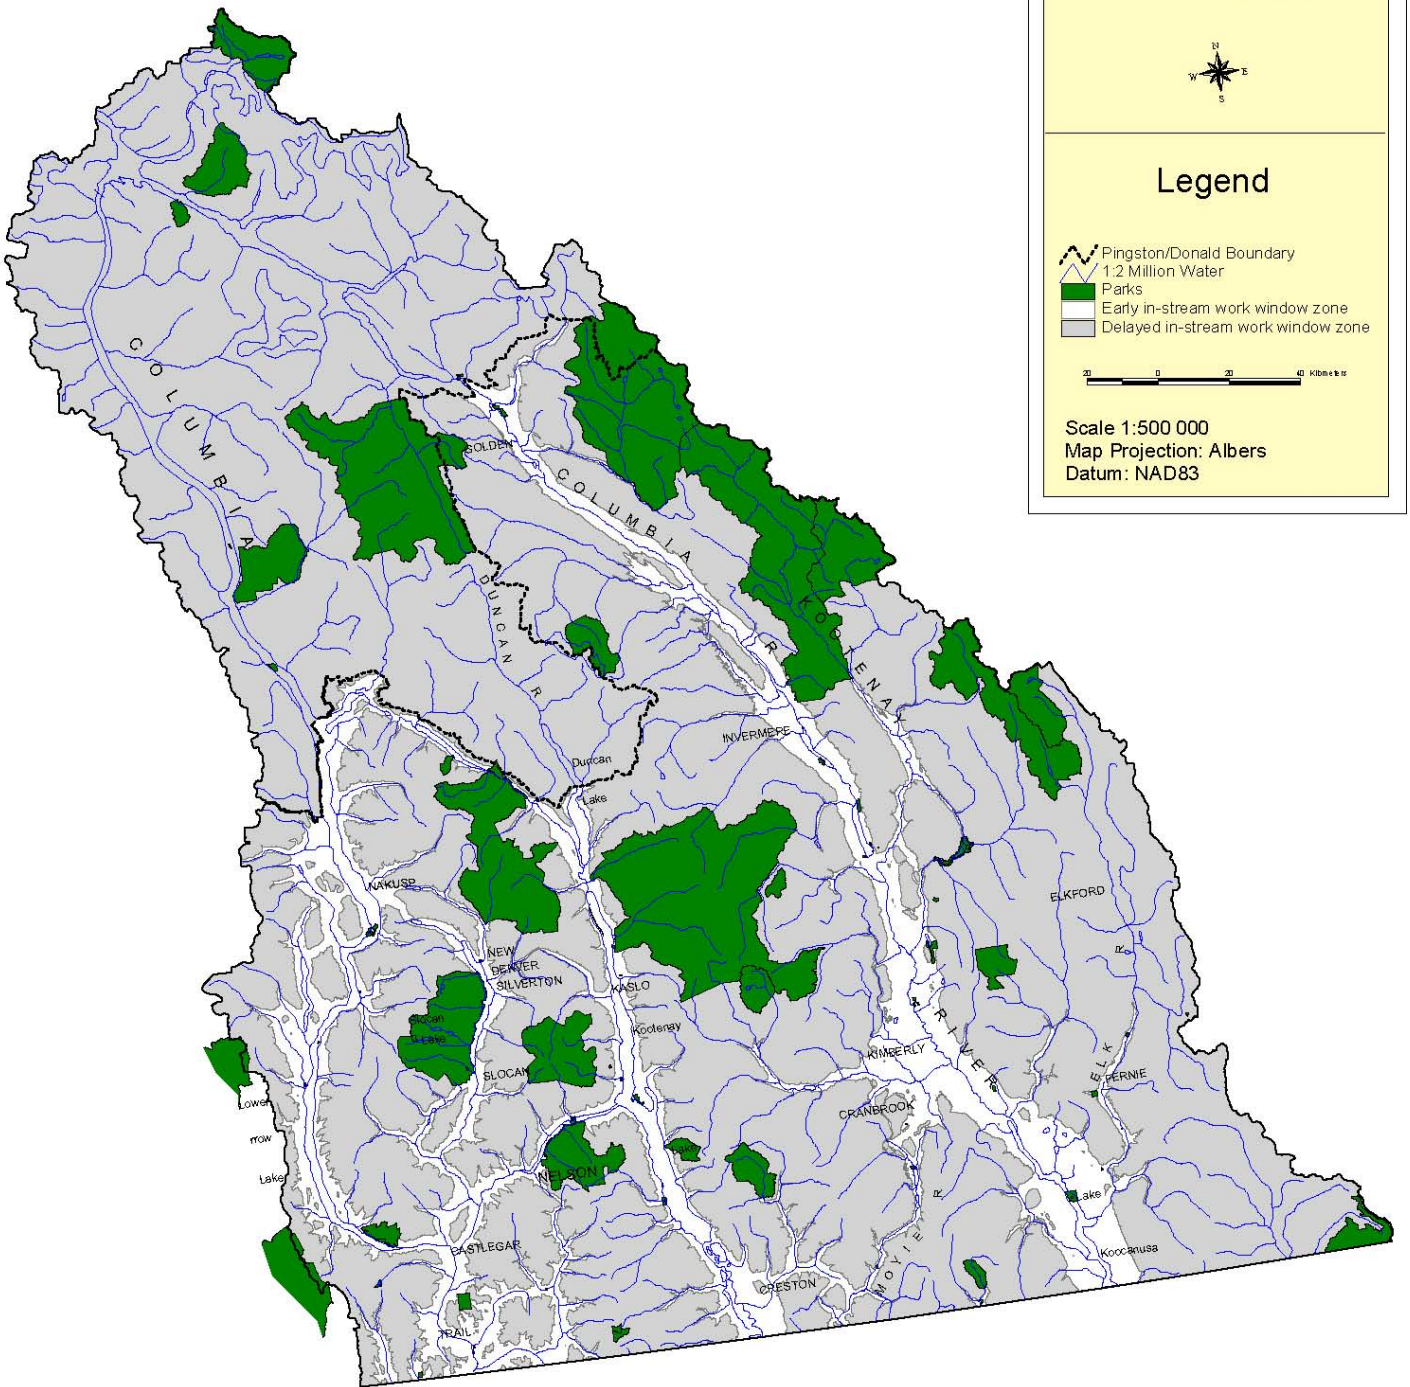 N
W E
S
Legend
Pingston/Donald Boundary
1:2 Million Water
Parks
Early in-stream work window zone
Delayed in-stream work window zone
20 0 20 40 Kilometers
Scale 1:500 000
Map Projection: Albers
Datum: NAD83
COLUMBIA
GOLDEN
COLUMBIA R
DUNCAN R
KOOTENAY RIVER
INVERMERE
Duncan
Lake
NAKUSP
ELKFORD
NEW
DENVER
SILVERTON
KASLO
Slocan
Lake
Kootenay
KIMBERLY
SLOCAN
ELK R
FERNIE
Lower
rrow
Lake
CRANBROOK
Lake
NELSON
Lake
CASTLEGAR
Koocanusa
MOYIE R
CRESTON
TRAIL